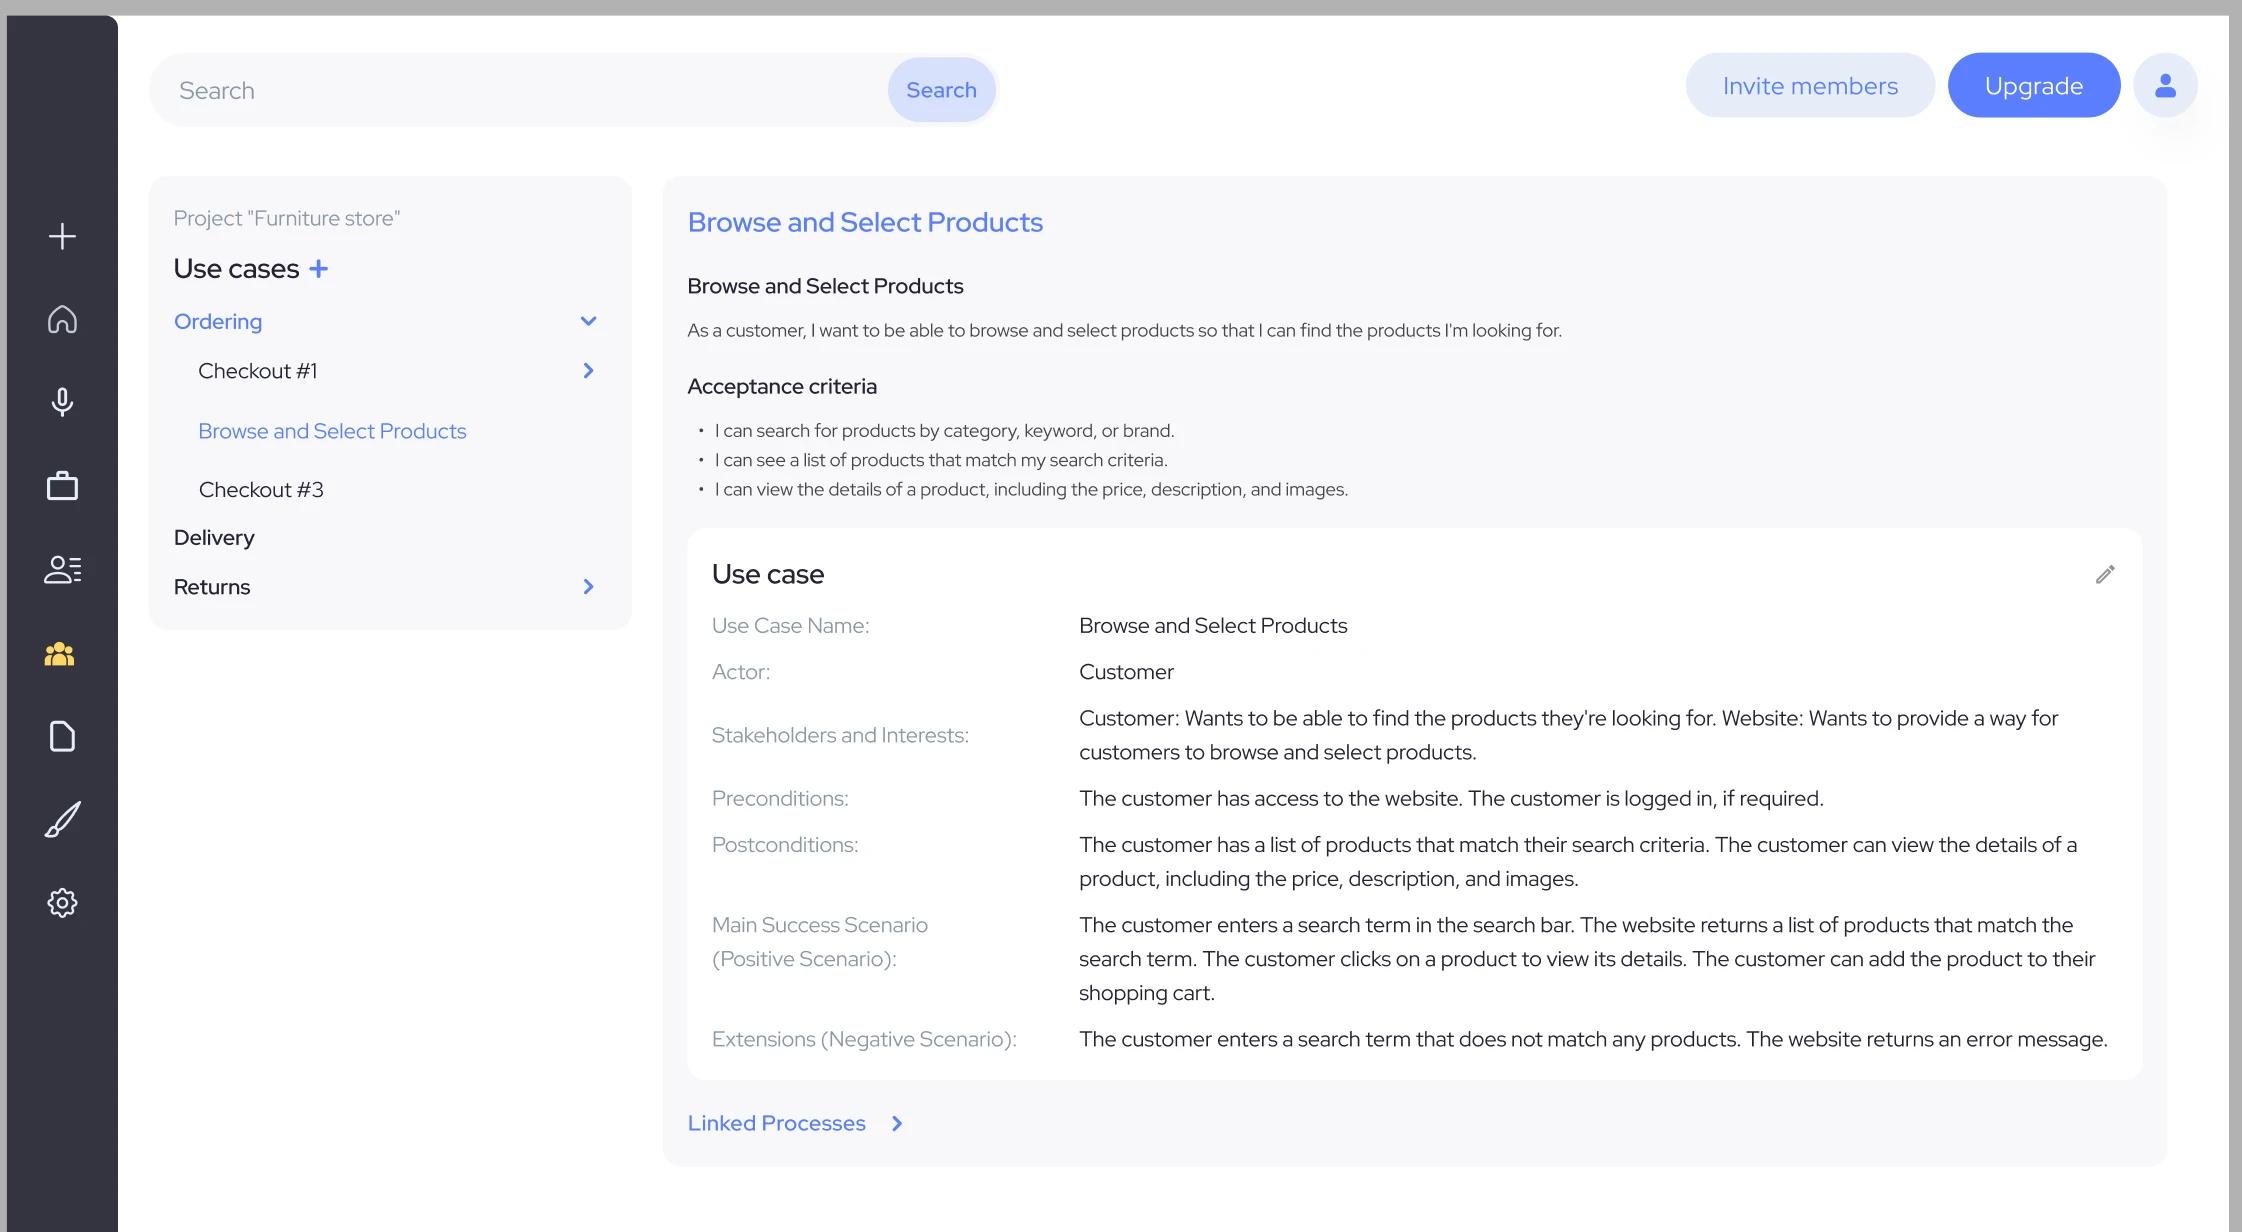 Search
Search
Invite members
Upgrade
Project "Furniture store"
Use cases +
Ordering
Checkout #1
Browse and Select Products
Checkout #3
Delivery
Returns
Browse and Select Products
Browse and Select Products
As a customer, I want to be able to browse and select products so that I can find the products I'm looking for.
Acceptance criteria
• I can search for products by category, keyword, or brand.
• I can see a list of products that match my search criteria.
• I can view the details of a product, including the price, description, and images.
Use case
Use Case Name:
Browse and Select Products
Actor:
Customer
Stakeholders and Interests:
Customer: Wants to be able to find the products they're looking for. Website: Wants to provide a way for
customers to browse and select products.
Preconditions:
The customer has access to the website. The customer is logged in, if required.
Postconditions:
The customer has a list of products that match their search criteria. The customer can view the details of a
product, including the price, description, and images.
Main Success Scenario
(Positive Scenario):
The customer enters a search term in the search bar. The website returns a list of products that match the
search term. The customer clicks on a product to view its details. The customer can add the product to their
shopping cart.
Extensions (Negative Scenario):
The customer enters a search term that does not match any products. The website returns an error message.
Linked Processes